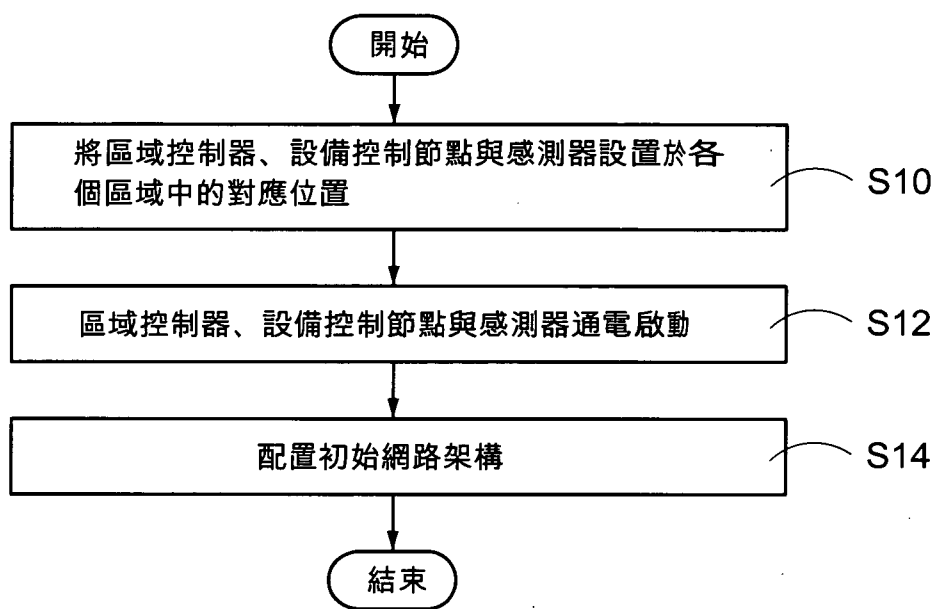 開始
將區域控制器、設備控制節點與感測器設置於各
個區域中的對應位置
S10
區域控制器、設備控制節點與感測器通電啟動
S12
配置初始網路架構
S14
結束